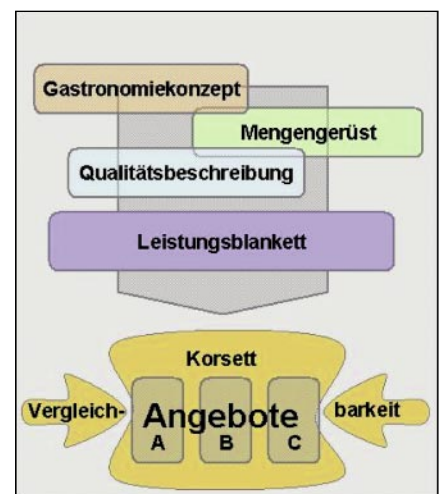 Gastronomiekonzept
Mengengerüst
Qualitätsbeschreibung
Leistungsblankett
Korsett
Vergleich- Angebote barkeit
A B C